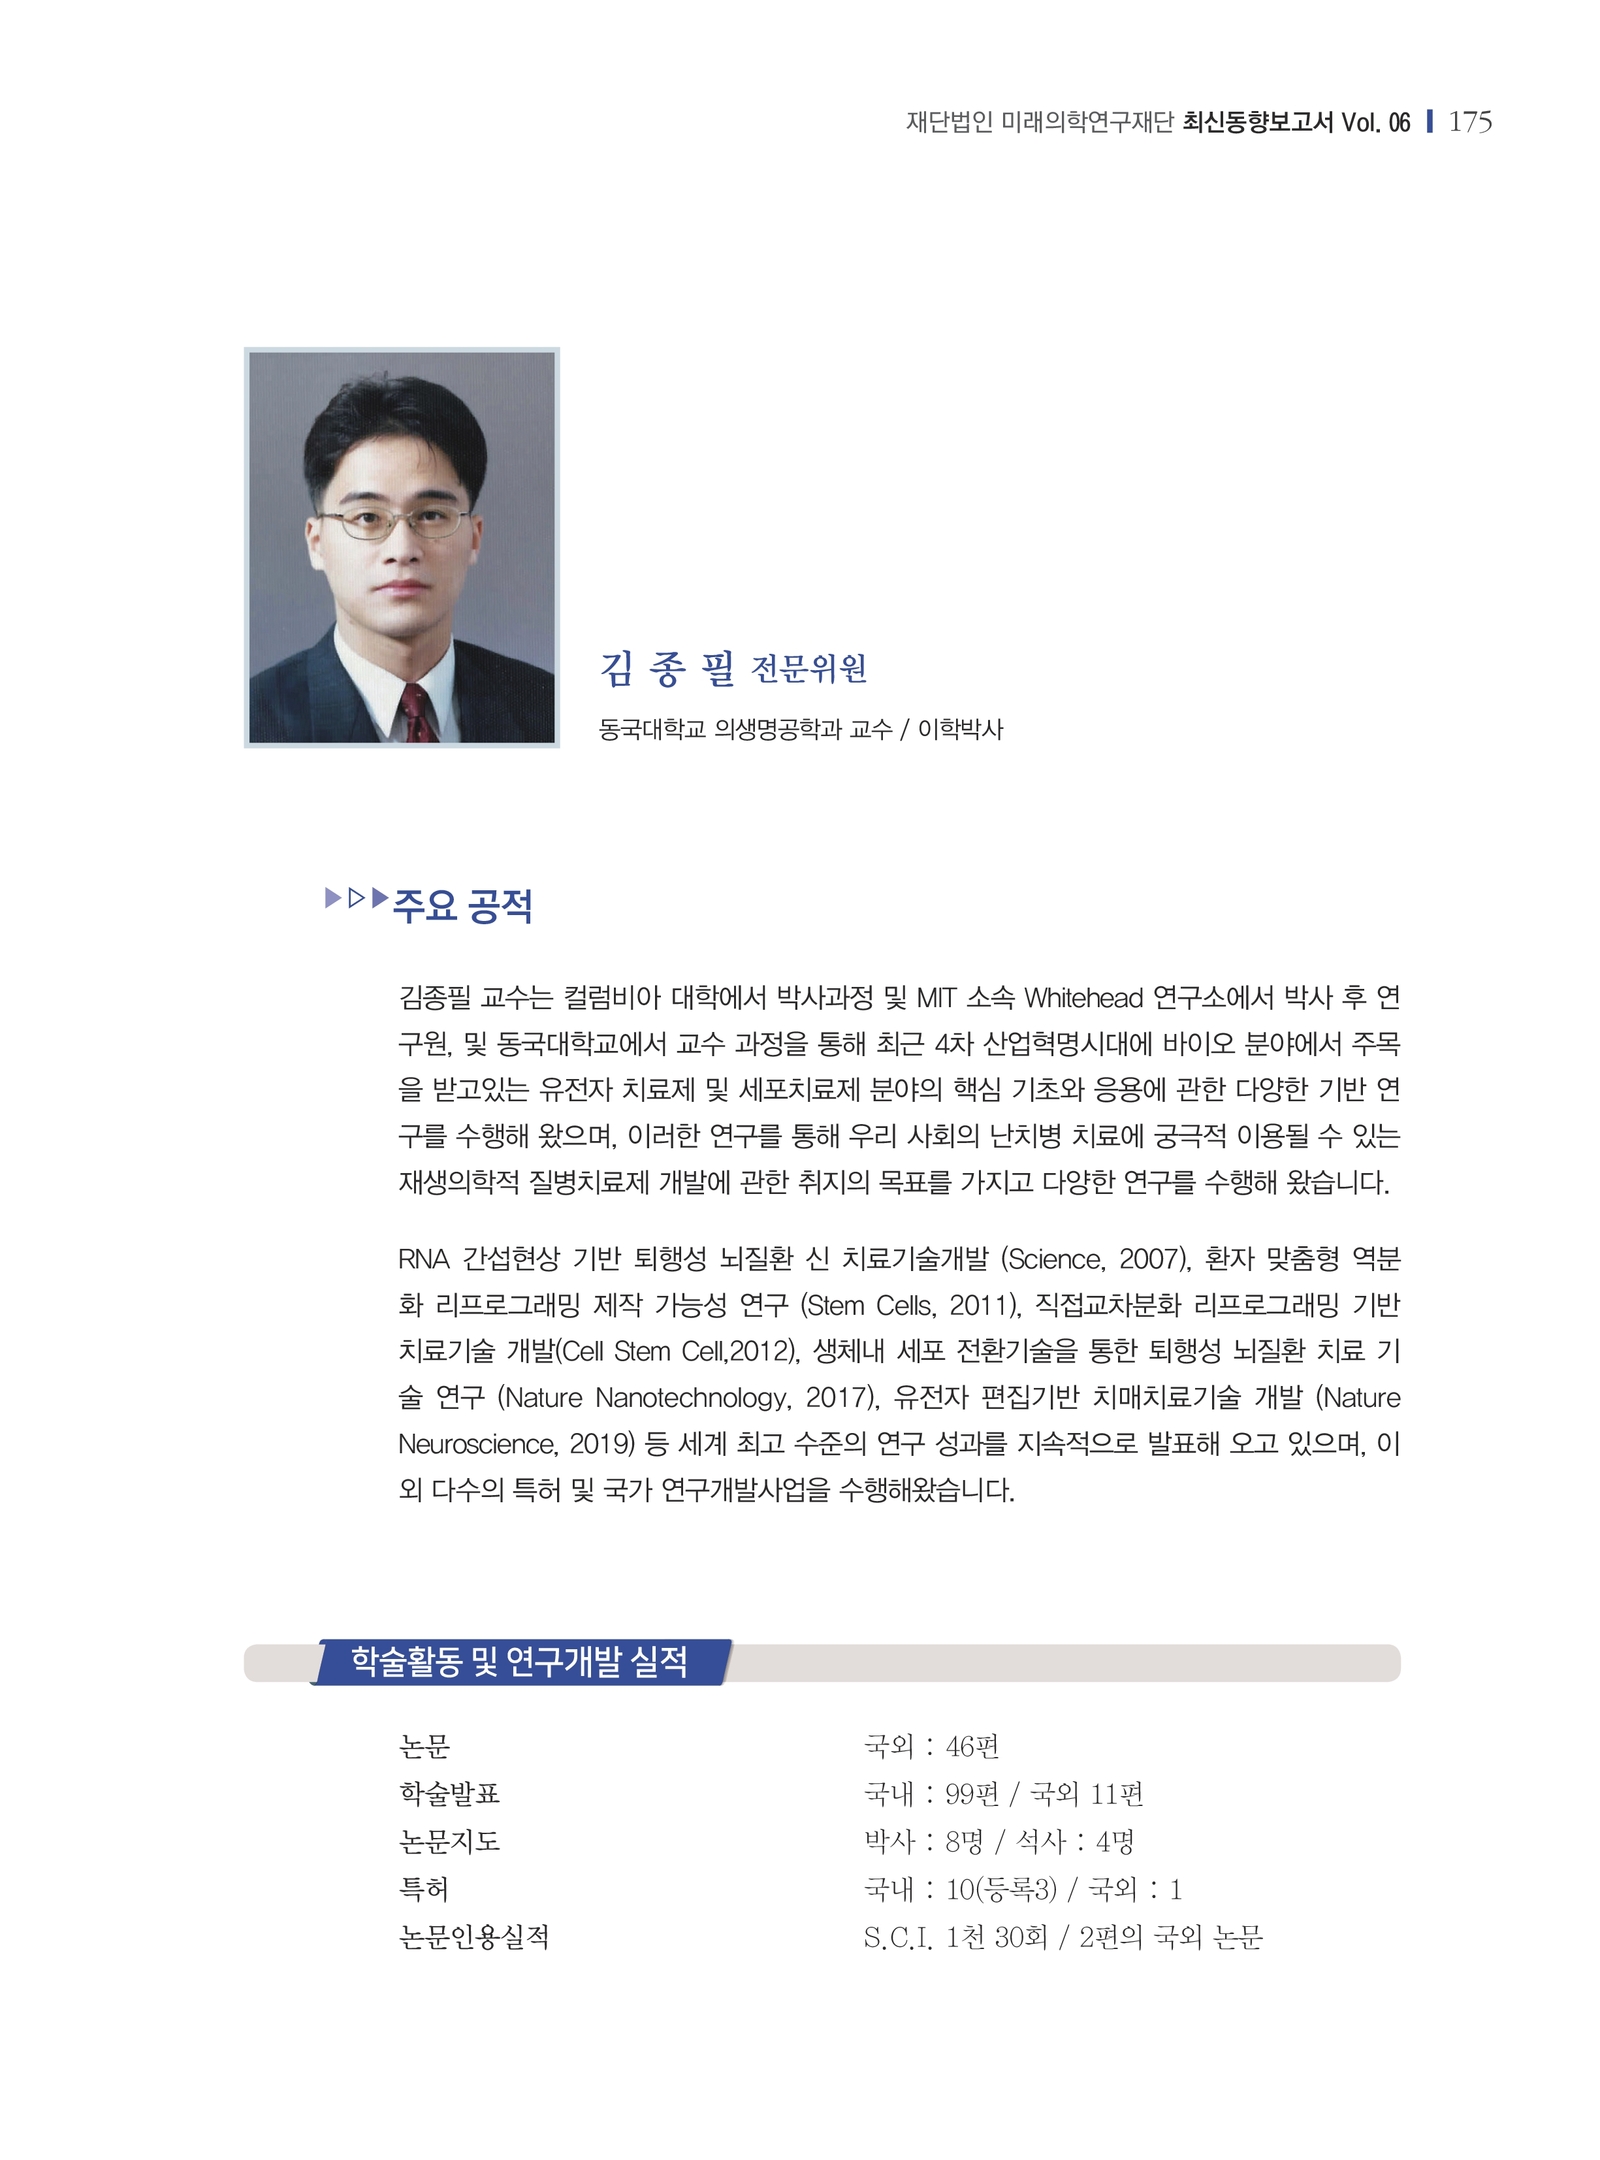 재단법인 미래의학연구재단 최신동향보고서 Vol. 06 175
김 종 필 전문위원
동국대학교 의생명공학과 교수 / 이학박사
주요 공적
김종필 교수는 컬럼비아 대학에서 박사과정 및 MIT 소속 Whitehead 연구소에서 박사 후 연
구원, 및 동국대학교에서 교수 과정을 통해 최근 4차 산업혁명시대에 바이오 분야에서 주목
을 받고있는 유전자 치료제 및 세포치료제 분야의 핵심 기초와 응용에 관한 다양한 기반 연
구를 수행해 왔으며, 이러한 연구를 통해 우리 사회의 난치병 치료에 궁극적 이용될 수 있는
재생의학적 질병치료제 개발에 관한 취지의 목표를 가지고 다양한 연구를 수행해 왔습니다.
RNA 간섭현상 기반 퇴행성 뇌질환 신 치료기술개발 (Science, 2007), 환자 맞춤형 역분
화 리프로그래밍 제작 가능성 연구 (Stem Cells, 2011), 직접교차분화 리프로그래밍 기반
치료기술 개발(Cell Stem Cell,2012), 생체내 세포 전환기술을 통한 퇴행성 뇌질환 치료 기
술 연구 (Nature Nanotechnology, 2017), 유전자 편집기반 치매치료기술 개발 (Nature
Neuroscience, 2019) 등 세계 최고 수준의 연구 성과를 지속적으로 발표해 오고 있으며, 이
외 다수의 특허 및 국가 연구개발사업을 수행해왔습니다.
학술활동 및 연구개발 실적
논문 국외 : 46편
학술발표 국내 : 99편 / 국외 11편
논문지도 박사 : 8명 / 석사 : 4명
특허 국내 : 10(등록3) / 국외 : 1
논문인용실적 S.C.I. 1천 30회 / 2편의 국외 논문